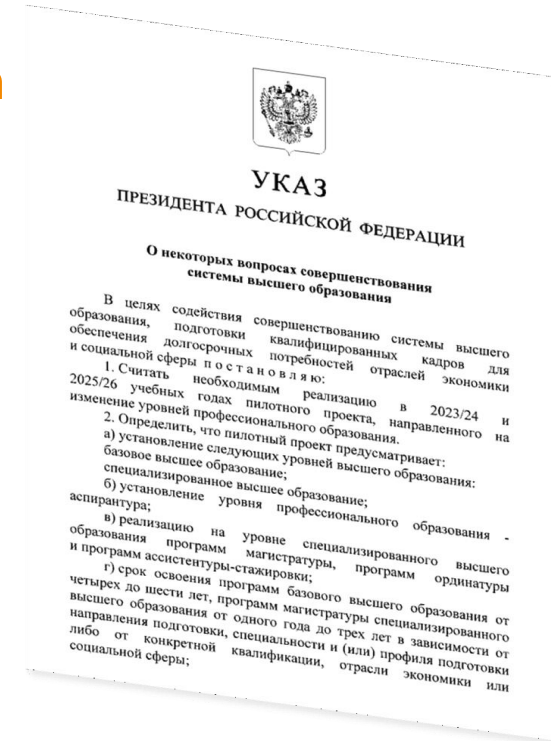 УКАЗ
ПРЕЗИДЕНТА РОССИЙСКОЙ ФЕДЕРАЦИИ
О некоторых вопросах совершенствования
системы высшего образования
В целях содействия совершенствованию системы высшего
образования, подготовки квалифицированных кадров для
обеспечения долгосрочных потребностей отраслей экономики
и социальной сферы п о с т а н о в л я ю:
1. Считать необходимым реализацию в 2023/24 и
2025/26 учебных годах пилотного проекта, направленного на
изменение уровней профессионального образования.
2. Определить, что пилотный проект предусматривает:
а) установление следующих уровней высшего образования:
базовое высшее образование;
специализированное высшее образование;
б) установление уровня профессионального образования -
аспирантура;
в) реализацию на уровне специализированного высшего
образования программ магистратуры, программ ординатуры
и программ ассистентуры-стажировки;
г) срок освоения программ базового высшего образования от
четырех до шести лет, программ магистратуры специализированного
высшего образования от одного года до трех лет в зависимости от
направления подготовки, специальности и (или) профиля подготовки
либо от конкретной квалификации, отрасли экономики или
социальной сферы;